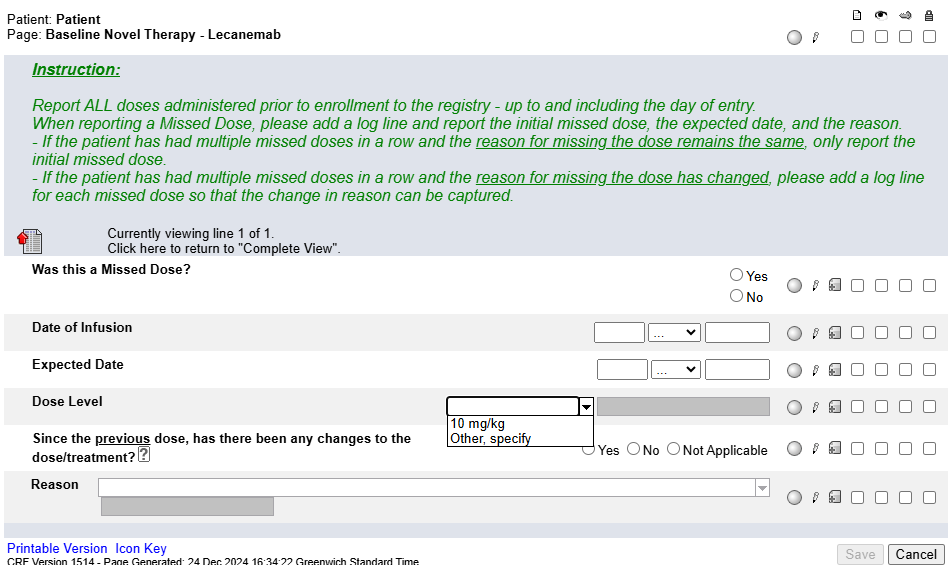 Patient: Patient
Page: Baseline Novel Therapy - Lecanemab
Instruction:
Report ALL doses administered prior to enrollment to the registry - up to and including the day of entry.
When reporting a Missed Dose, please add a log line and report the initial missed dose, the expected date, and the reason.
- If the patient has had multiple missed doses in a row and the reason for missing the dose remains the same, only report the
initial missed dose.
- If the patient has had multiple missed doses in a row and the reason for missing the dose has changed, please add a log line
for each missed dose so that the change in reason can be captured.
Currently viewing line 1 of 1.
Click here to return to "Complete View".
Was this a Missed Dose?
Yes
No
Date of Infusion
...
Expected Date
...
Dose Level
10 mg/kg
Other, specify
Since the previous dose, has there been any changes to the
dose/treatment? ?
Yes No Not Applicable
Reason
Printable Version Icon Key
CRF Version 1514 - Page Generated: 24 Dec 2024 16:34:22 Greenwich Standard Time
Save Cancel